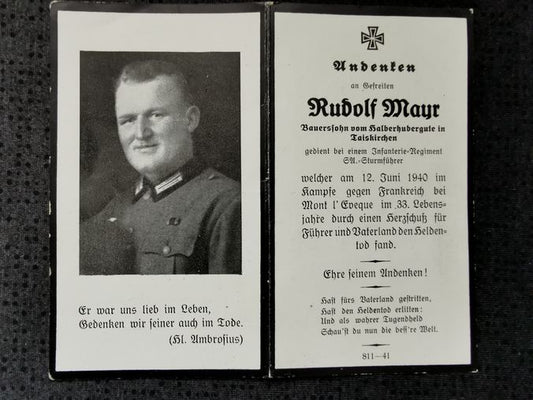 Er war uns lieb im Leben,
Gedenken wir seiner auch im Tode.
(Hl. Ambrosius)
Andenken
an Gefreiten
Rudolf Mayr
Bauerssohn vom Halberhubergute in
Taiskirchen
gedient bei einem Infanterie-Regiment
SA.-Sturmführer
welcher am 12. Juni 1940 im
Kampfe gegen Frankreich bei
Mont l'Eveque im 33. Lebens-
jahre durch einen Herzschuß für
Führer und Vaterland den Helden-
tod fand.
Ehre seinem Andenken!
Hast fürs Vaterland gestritten,
Hast den Heldentod erlitten:
Und als wahrer Tugendheld
Schau'st du nun die bess're Welt.
811—41